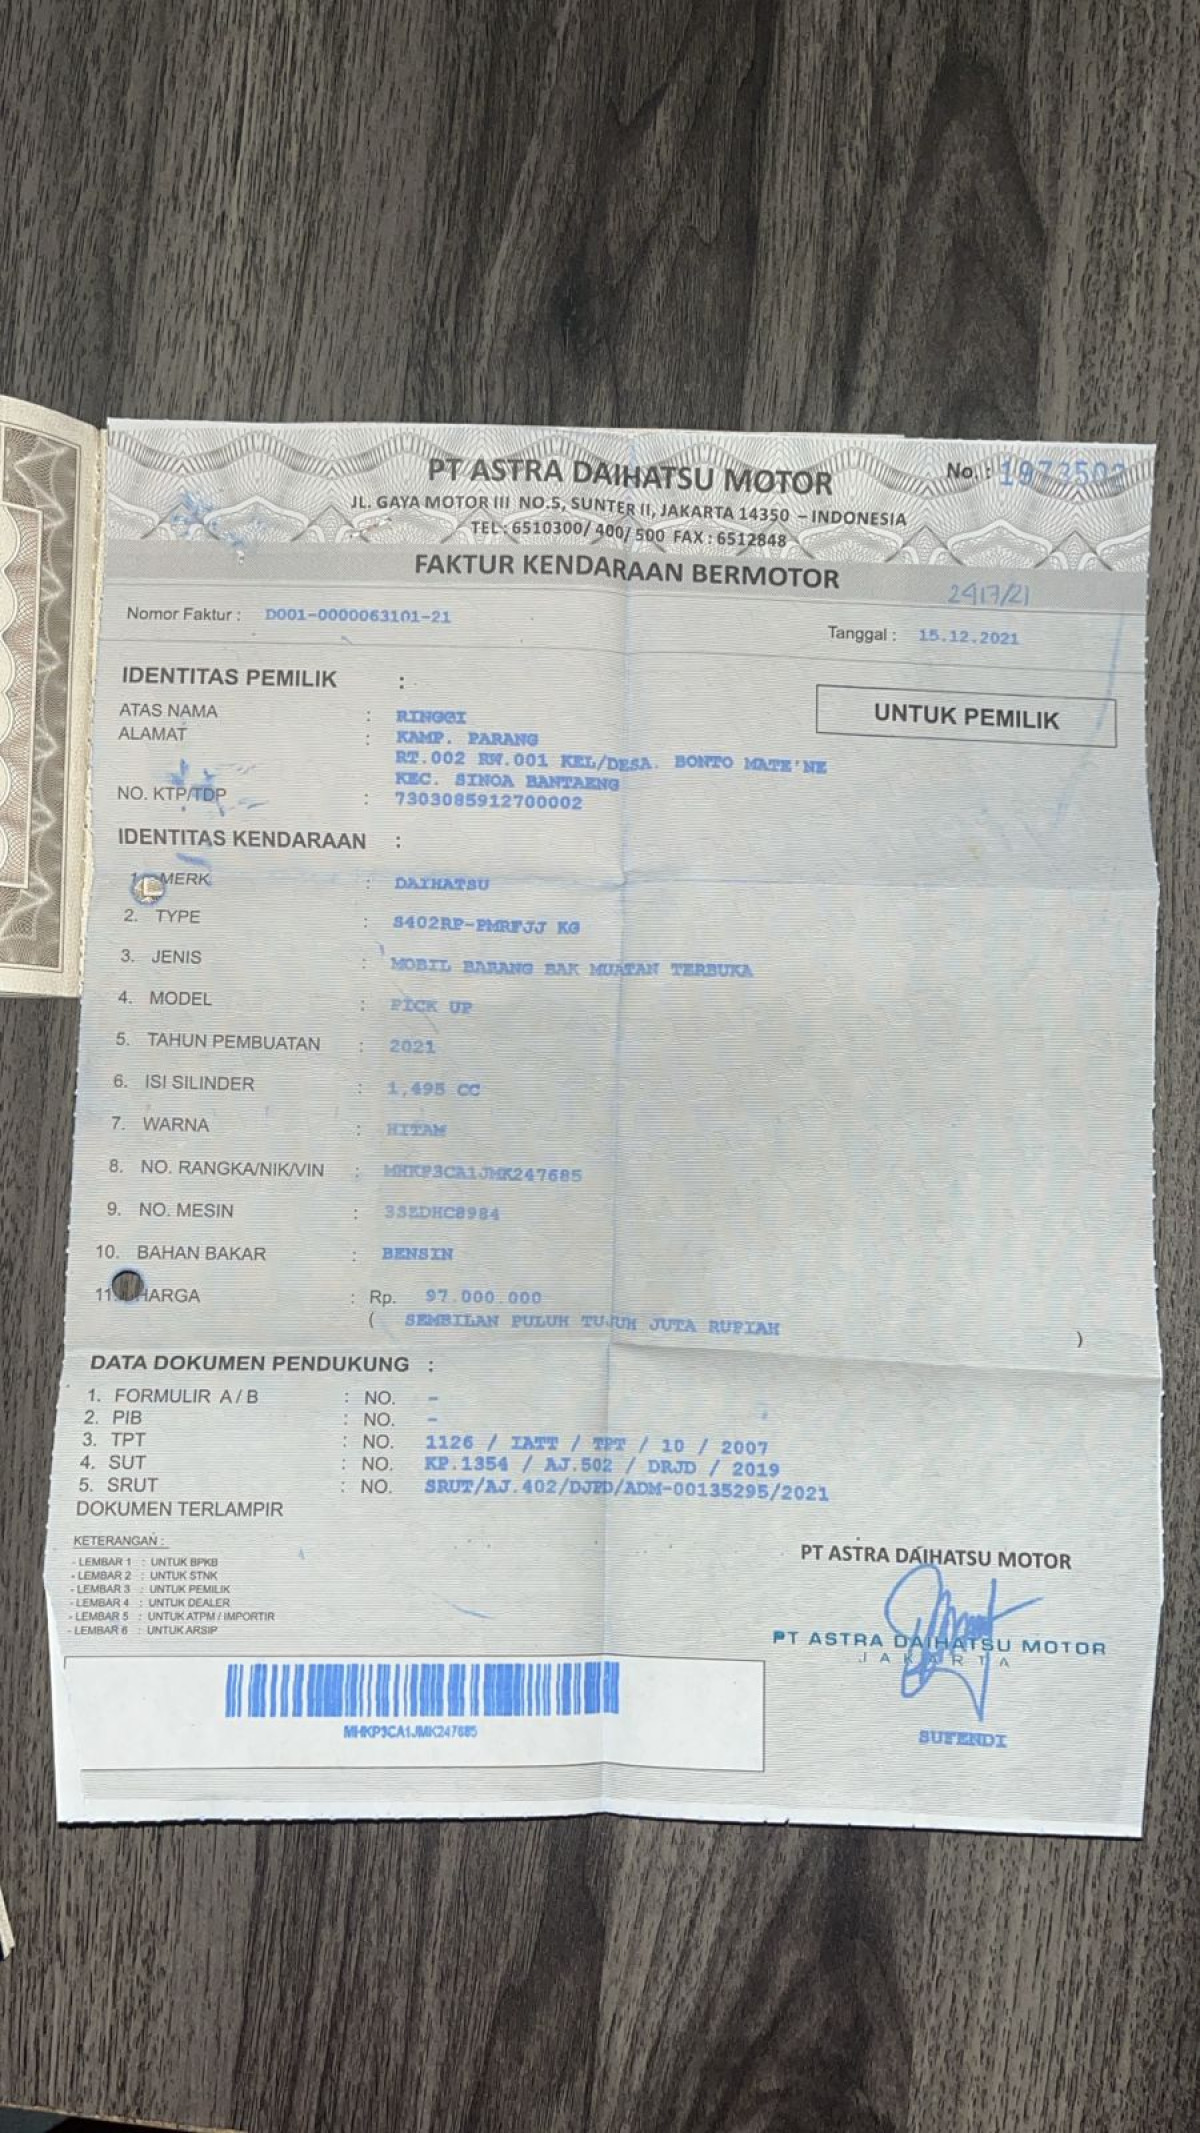 PT ASTRA DAIHATSU MOTOR
No. : 197350
JL. GAYA MOTOR III NO.5, SUNTER II, JAKARTA 14350 – INDONESIA
TEL : 6510300/ 400/ 500 FAX : 6512848
FAKTUR KENDARAAN BERMOTOR
2417/21
Nomor Faktur : D001-0000063101-21
Tanggal : 15.12.2021
IDENTITAS PEMILIK :
UNTUK PEMILIK
ATAS NAMA : RINGGI
ALAMAT : KAMP. PARANG
RT.002 RW.001 KEL/DESA. BONTO MATE'NE
KEC. SINOA BANTAENG
NO. KTP/TDP : 7303085912700002
IDENTITAS KENDARAAN :
1. MERK : DAIHATSU
2. TYPE : S402RP-PMRFJJ KG
3. JENIS : MOBIL BARANG BAK MUATAN TERBUKA
4. MODEL : PICK UP
5. TAHUN PEMBUATAN : 2021
6. ISI SILINDER : 1,495 CC
7. WARNA : HITAM
8. NO. RANGKA/NIK/VIN : MHKP3CA1JMK247685
9. NO. MESIN : 3SZDHC8984
10. BAHAN BAKAR : BENSIN
11. HARGA : Rp. 97.000.000
( SEMBILAN PULUH TUJUH JUTA RUPIAH )
DATA DOKUMEN PENDUKUNG :
1. FORMULIR A / B : NO. -
2. PIB : NO. -
3. TPT : NO. 1126 / IATT / TPT / 10 / 2007
4. SUT : NO. KP.1354 / AJ.502 / DRJD / 2019
5. SRUT : NO. SRUT/AJ.402/DJPD/ADM-00135295/2021
DOKUMEN TERLAMPIR
KETERANGAN :
- LEMBAR 1 : UNTUK BPKB
- LEMBAR 2 : UNTUK STNK
- LEMBAR 3 : UNTUK PEMILIK
- LEMBAR 4 : UNTUK DEALER
- LEMBAR 5 : UNTUK ATPM / IMPORTIR
- LEMBAR 6 : UNTUK ARSIP
PT ASTRA DAIHATSU MOTOR
PT ASTRA DAIHATSU MOTOR
JAKARTA
SUFENDI
MHKP3CA1JMK247685